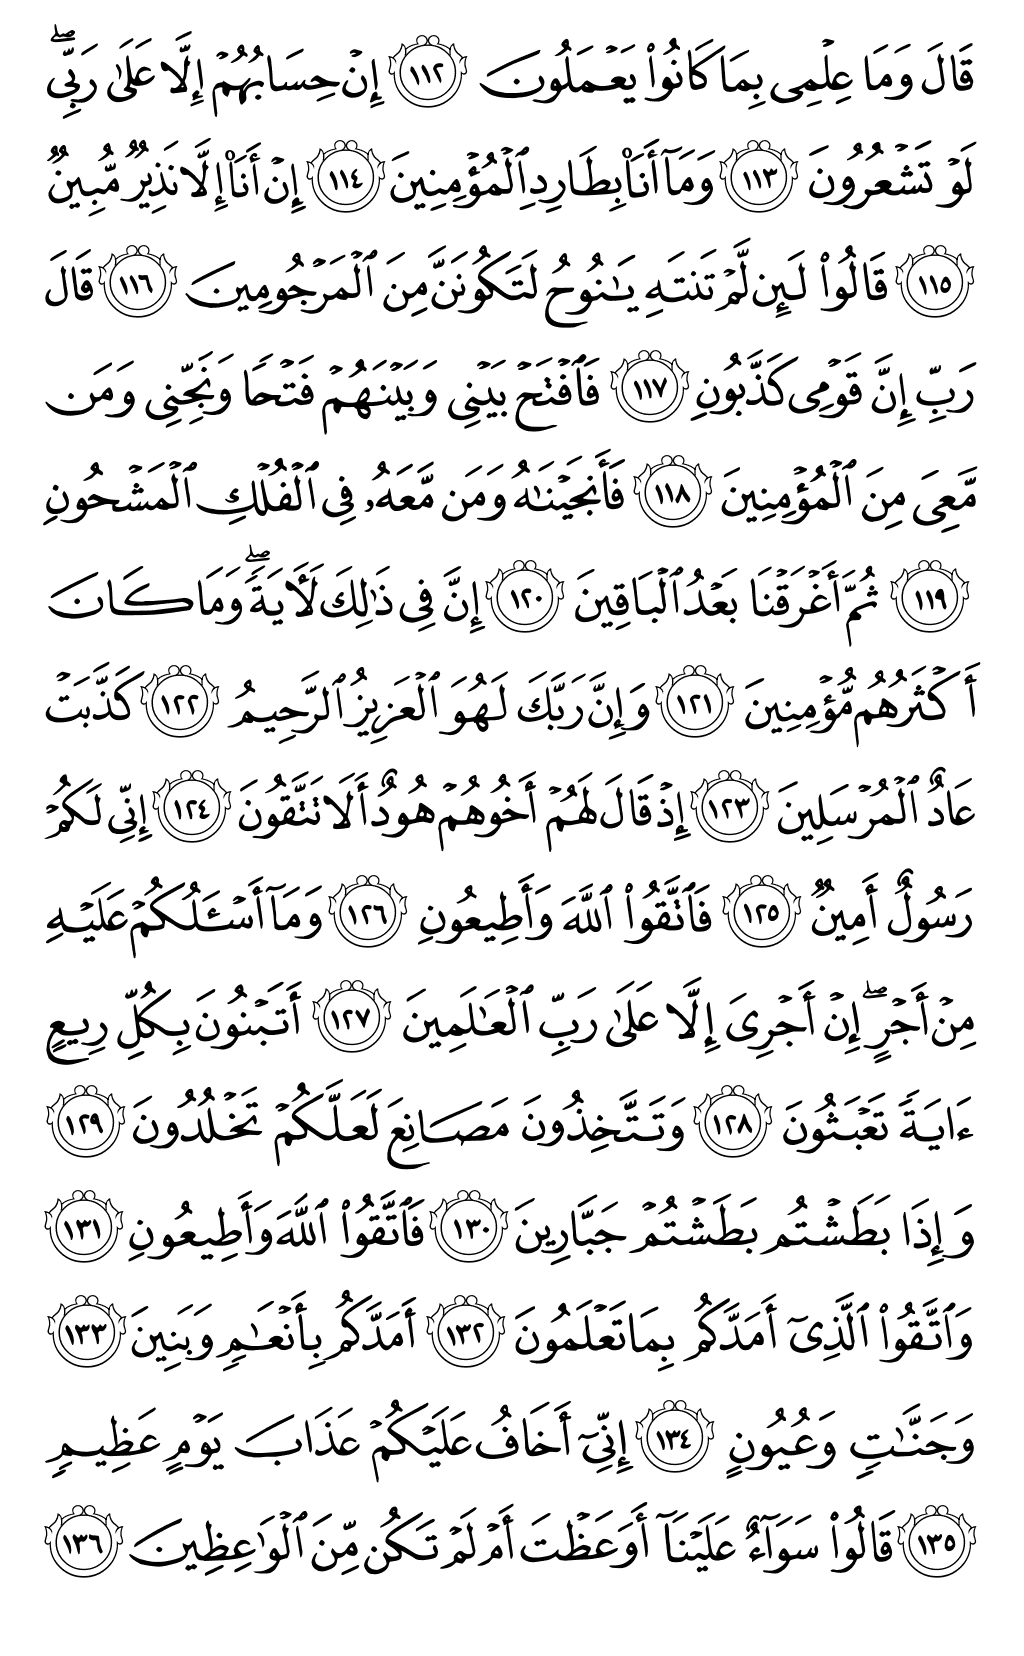 قَالَ وَمَا عِلْمِى بِمَا كَانُوا۟ يَعْمَلُونَ ١١٢ إِنْ حِسَابُهُمْ إِلَّا عَلَىٰ رَبِّى ۖ
لَوْ تَشْعُرُونَ ١١٣ وَمَآ أَنَا۠ بِطَارِدِ ٱلْمُؤْمِنِينَ ١١٤ إِنْ أَنَا۠ إِلَّا نَذِيرٌ مُّبِينٌ
١١٥ قَالُوا۟ لَئِن لَّمْ تَنتَهِ يَـٰنُوحُ لَتَكُونَنَّ مِنَ ٱلْمَرْجُومِينَ ١١٦ قَالَ
رَبِّ إِنَّ قَوْمِى كَذَّبُونِ ١١٧ فَٱفْتَحْ بَيْنِى وَبَيْنَهُمْ فَتْحًا وَنَجِّنِى وَمَن
مَّعِىَ مِنَ ٱلْمُؤْمِنِينَ ١١٨ فَأَنجَيْنَـٰهُ وَمَن مَّعَهُۥ فِى ٱلْفُلْكِ ٱلْمَشْحُونِ
١١٩ ثُمَّ أَغْرَقْنَا بَعْدُ ٱلْبَاقِينَ ١٢٠ إِنَّ فِى ذَٰلِكَ لَـَٔايَةً ۖ وَمَا كَانَ
أَكْثَرُهُم مُّؤْمِنِينَ ١٢١ وَإِنَّ رَبَّكَ لَهُوَ ٱلْعَزِيزُ ٱلرَّحِيمُ ١٢٢ كَذَّبَتْ
عَادٌ ٱلْمُرْسَلِينَ ١٢٣ إِذْ قَالَ لَهُمْ أَخُوهُمْ هُودٌ أَلَا تَتَّقُونَ ١٢٤ إِنِّى لَكُمْ
رَسُولٌ أَمِينٌ ١٢٥ فَٱتَّقُوا۟ ٱللَّهَ وَأَطِيعُونِ ١٢٦ وَمَآ أَسْـَٔلُكُمْ عَلَيْهِ
مِنْ أَجْرٍ ۖ إِنْ أَجْرِىَ إِلَّا عَلَىٰ رَبِّ ٱلْعَـٰلَمِينَ ١٢٧ أَتَبْنُونَ بِكُلِّ رِيعٍ
ءَايَةً تَعْبَثُونَ ١٢٨ وَتَتَّخِذُونَ مَصَانِعَ لَعَلَّكُمْ تَخْلُدُونَ ١٢٩
وَإِذَا بَطَشْتُم بَطَشْتُمْ جَبَّارِينَ ١٣٠ فَٱتَّقُوا۟ ٱللَّهَ وَأَطِيعُونِ ١٣١
وَٱتَّقُوا۟ ٱلَّذِىٓ أَمَدَّكُم بِمَا تَعْلَمُونَ ١٣٢ أَمَدَّكُم بِأَنْعَـٰمٍ وَبَنِينَ ١٣٣
وَجَنَّـٰتٍ وَعُيُونٍ ١٣٤ إِنِّىٓ أَخَافُ عَلَيْكُمْ عَذَابَ يَوْمٍ عَظِيمٍ
١٣٥ قَالُوا۟ سَوَآءٌ عَلَيْنَآ أَوَعَظْتَ أَمْ لَمْ تَكُن مِّنَ ٱلْوَٰعِظِينَ ١٣٦